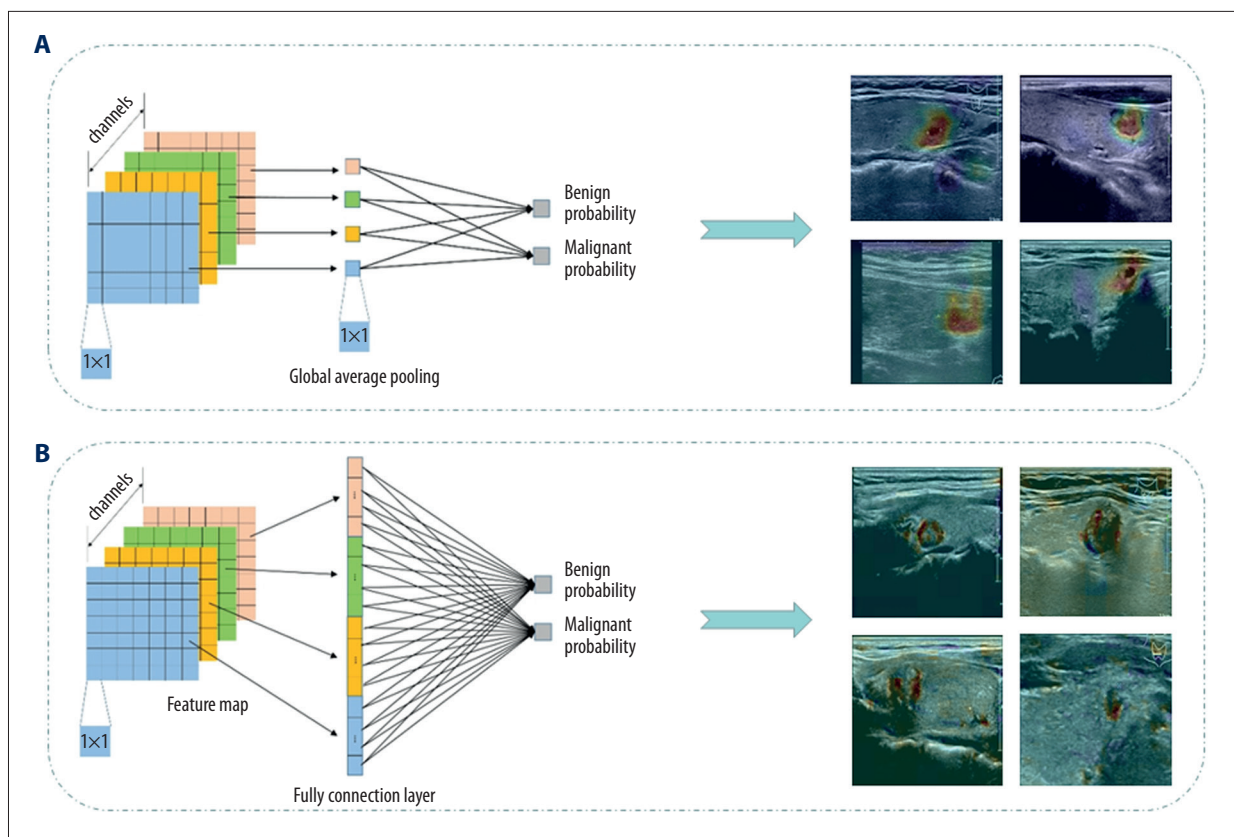 A
channels
Benign
probability
Malignant
probability
1×1
1×1
Global average pooling
B
channels
Benign
probability
Malignant
probability
Feature map
1×1
Fully connection layer